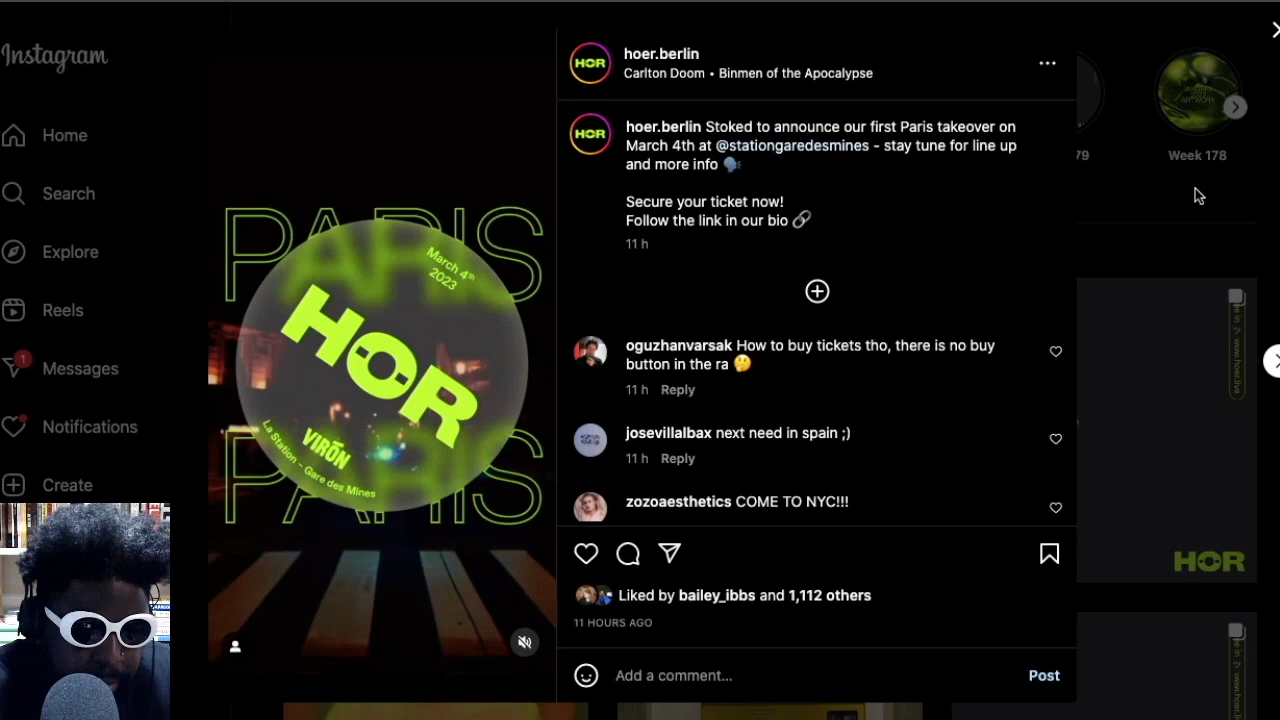 Instagram
Home
Search
Explore
Reels
1
Messages
Notifications
Create
PARIS
March 4th
2023
HOR
VIRŌN
La Station - Gare des Mines
PARIS
HOR
hoer.berlin
Carlton Doom • Binmen of the Apocalypse
HOR
hoer.berlin Stoked to announce our first Paris takeover on
March 4th at @stationgaredesmines - stay tune for line up
and more info 🗣️
Secure your ticket now!
Follow the link in our bio 🔗
11 h
oguzhanvarsak How to buy tickets tho, there is no buy
button in the ra 🤔
11 h Reply
josevillalbax next need in spain ;)
11 h Reply
zozoaesthetics COME TO NYC!!!
Liked by bailey_ibbs and 1,112 others
11 HOURS AGO
Add a comment...
Post
79
Week 178
www.hoer.live
HOR